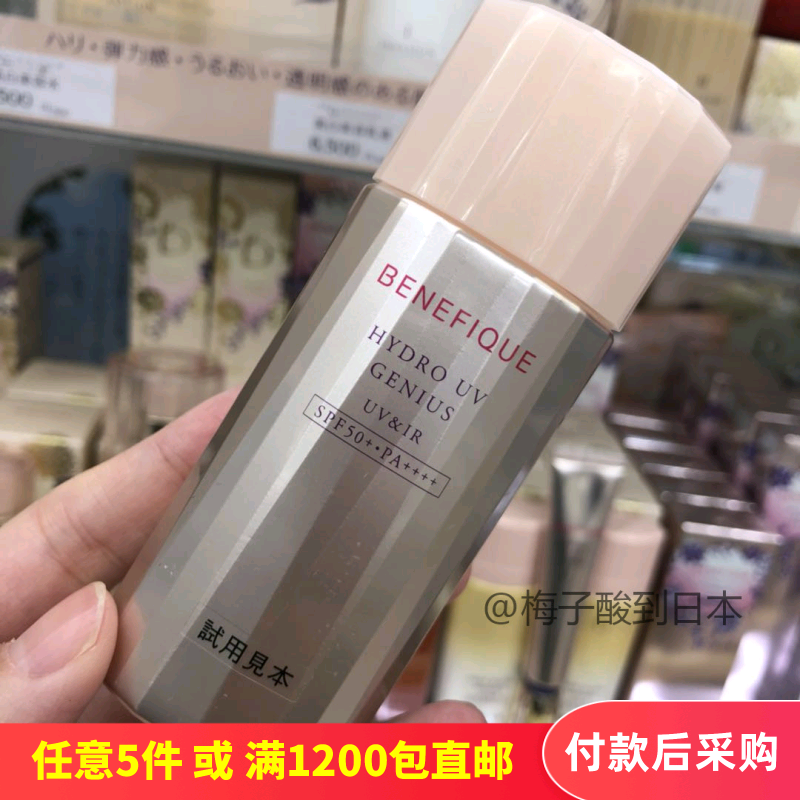 ハリ・弾力感・うるおい・透明感のある
6,500
BENEFIQUE
HYDRO UV
GENIUS
UV&IR
SPF50+・PA++++
試用見本
@梅子酸到日本
任意5件 或 满1200包直邮
付款后采购